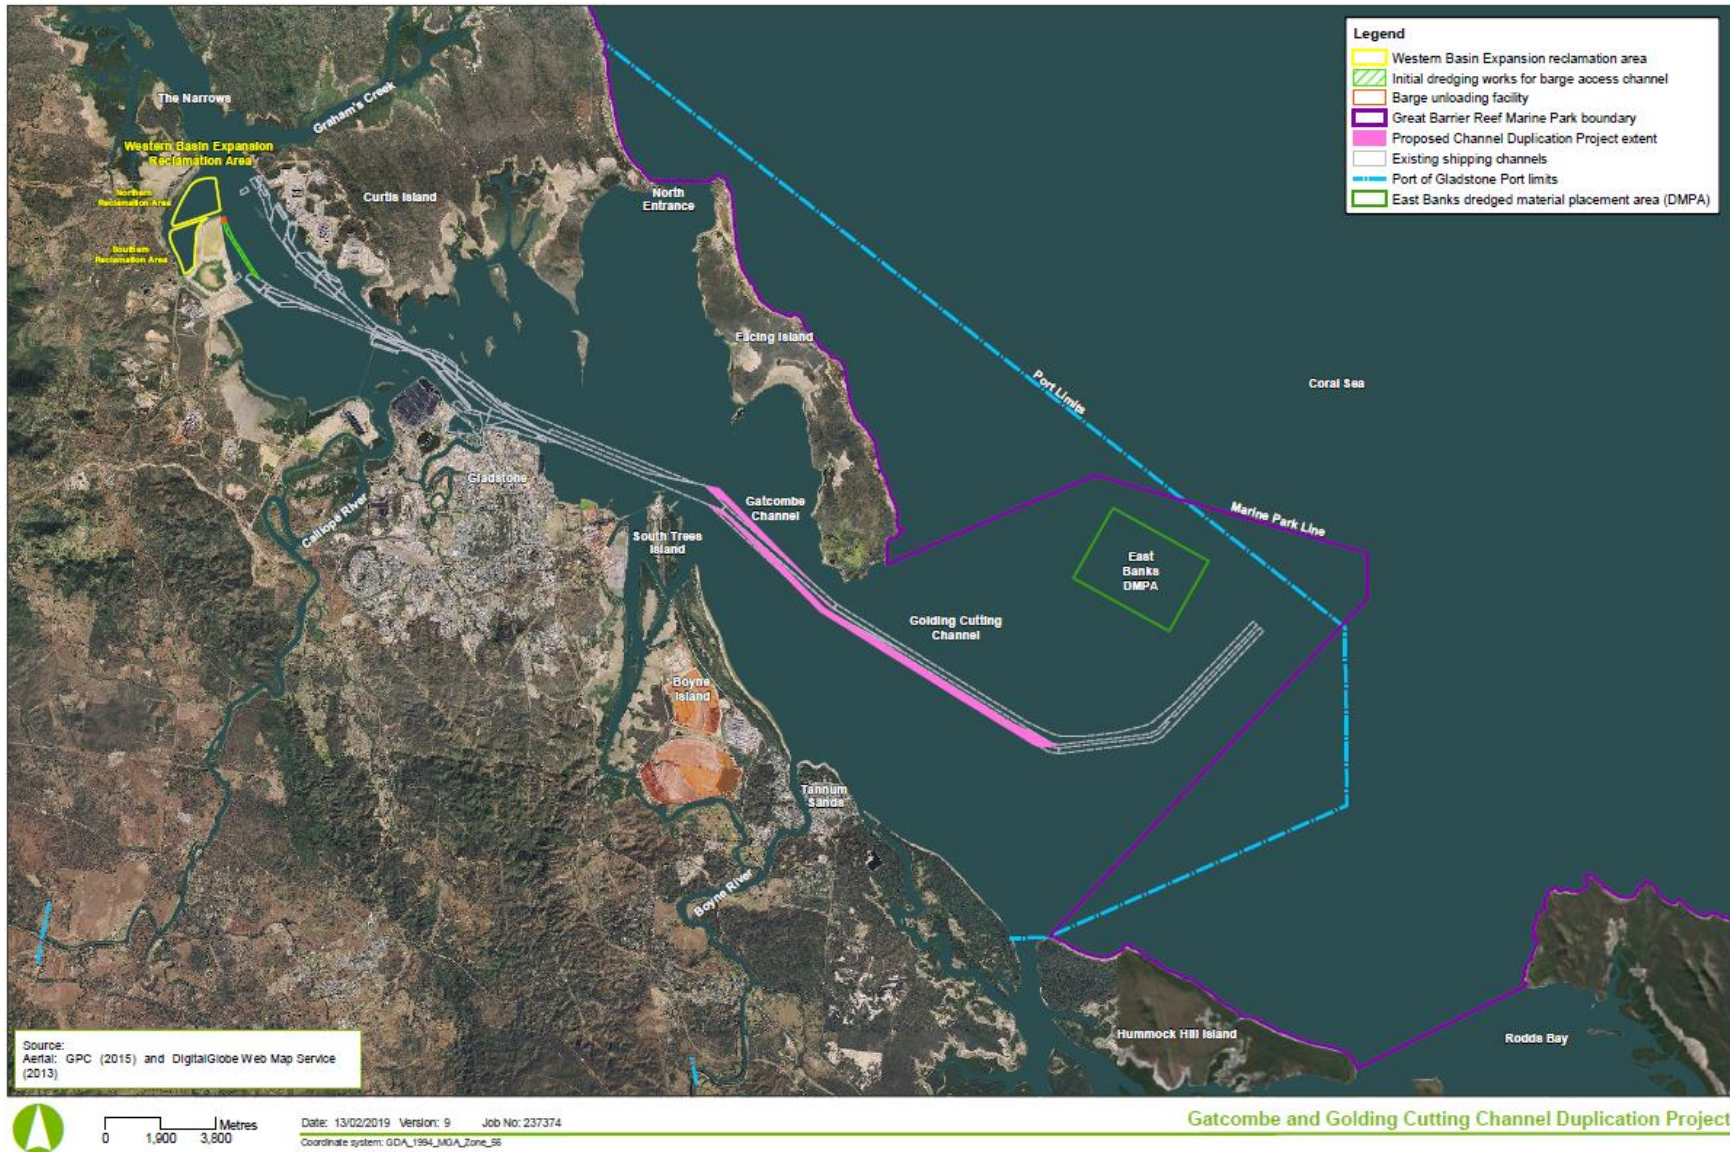 Legend
Western Basin Expansion reclamation area
Initial dredging works for barge access channel
Barge unloading facility
Great Barrier Reef Marine Park boundary
Proposed Channel Duplication Project extent
Existing shipping channels
Port of Gladstone Port limits
East Banks dredged material placement area (DMPA)
The Narrows
Graham's Creek
Western Basin Expansion
Reclamation Area
Northern
Reclamation Area
Southern
Reclamation Area
Curtis Island
North
Entrance
Facing Island
Port Limits
Coral Sea
Marine Park Line
East
Banks
DMPA
Gladstone
Calliope River
Gatcombe
Channel
South Trees
Island
Golding Cutting
Channel
Boyne
Island
Tannum
Sands
Boyne River
Hummock Hill Island
Rodds Bay
Source:
Aerial: GPC (2015) and DigitalGlobe Web Map Service
(2013)
Metres
0 1,900 3,800
Date: 13/02/2019 Version: 9 Job No: 237374
Coordinate system: GDA_1994_MGA_Zone_56
Gatcombe and Golding Cutting Channel Duplication Project